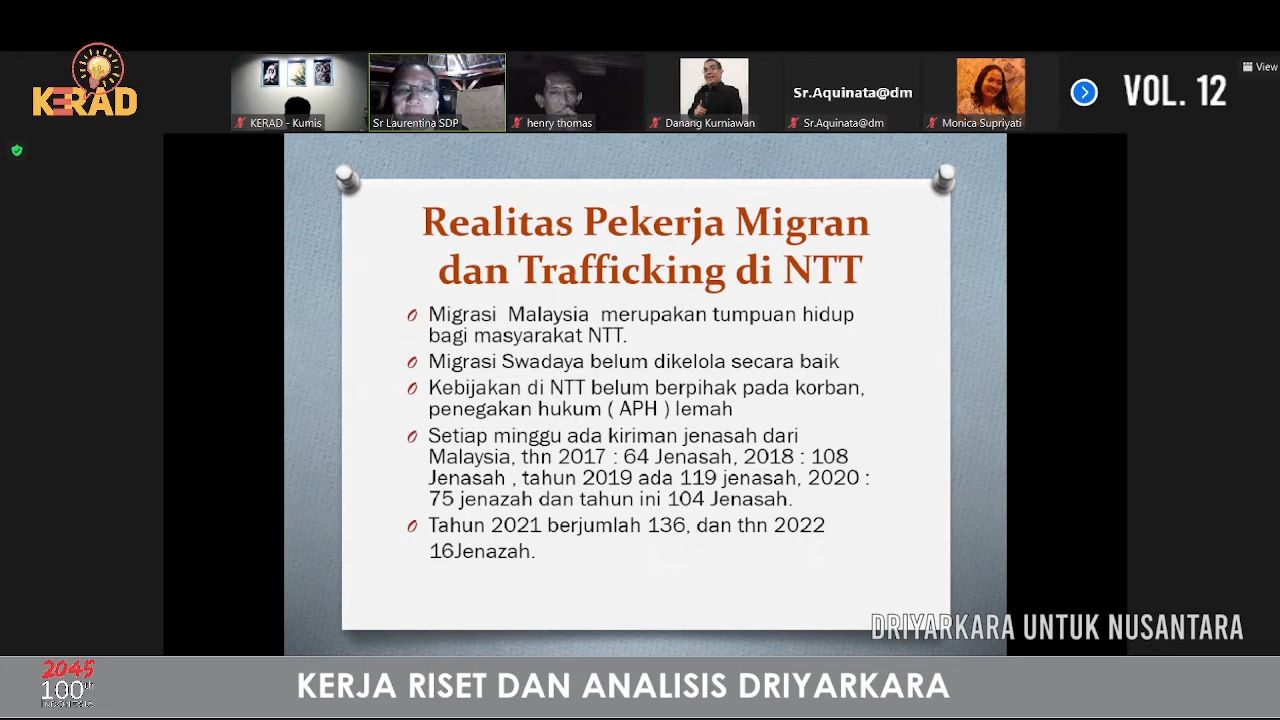 KERAD
KERAD - Kumis
Sr Laurentina SDP
henry thomas
Danang Kurniawan
Sr.Aquinata@dm
Sr.Aquinata@dm
Monica Supriyati
View
VOL. 12
Realitas Pekerja Migran
dan Trafficking di NTT
Migrasi Malaysia merupakan tumpuan hidup
bagi masyarakat NTT.
Migrasi Swadaya belum dikelola secara baik
Kebijakan di NTT belum berpihak pada korban,
penegakan hukum ( APH ) lemah
Setiap minggu ada kiriman jenasah dari
Malaysia, thn 2017 : 64 Jenasah, 2018 : 108
Jenasah , tahun 2019 ada 119 jenasah, 2020 :
75 jenazah dan tahun ini 104 Jenasah.
Tahun 2021 berjumlah 136, dan thn 2022
16Jenazah.
DRIYARKARA UNTUK NUSANTARA
2045
100th
INDONESIA
KERJA RISET DAN ANALISIS DRIYARKARA